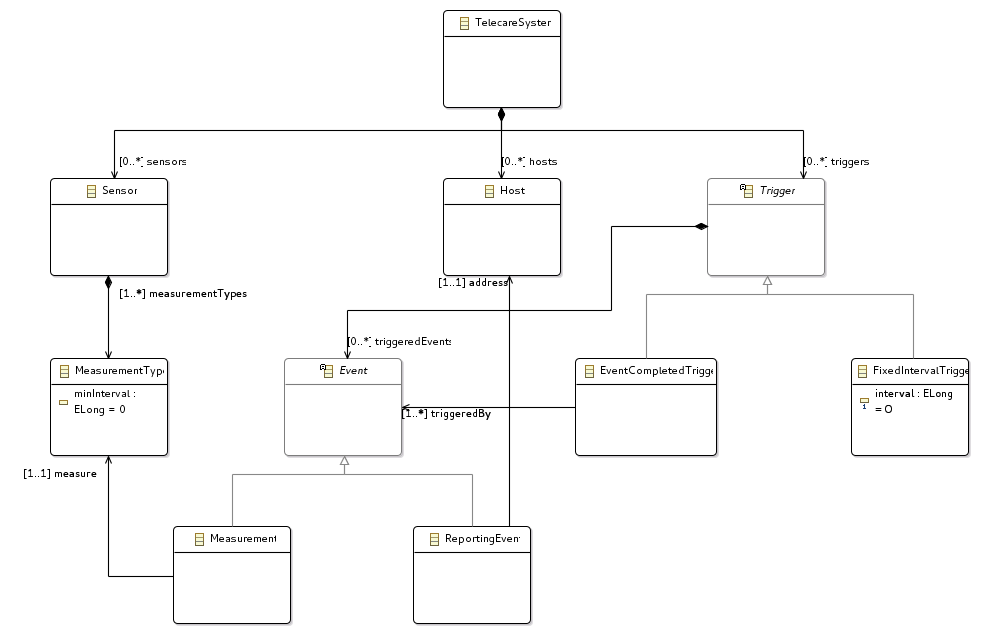 TelecareSyster
[0..*] sensors
[0..*] hosts
[0..*] triggers
Sensor
Host
Trigger
[1..*] measurementTypes
[1..1] address
[0..*] triggeredEvents
MeasurementType
Event
EventCompletedTrigge
FixedIntervalTrigge
minInterval :
ELong = 0
interval : ELong
= 0
[1..*] triggeredBy
[1..1] measure
Measurement
ReportingEvent